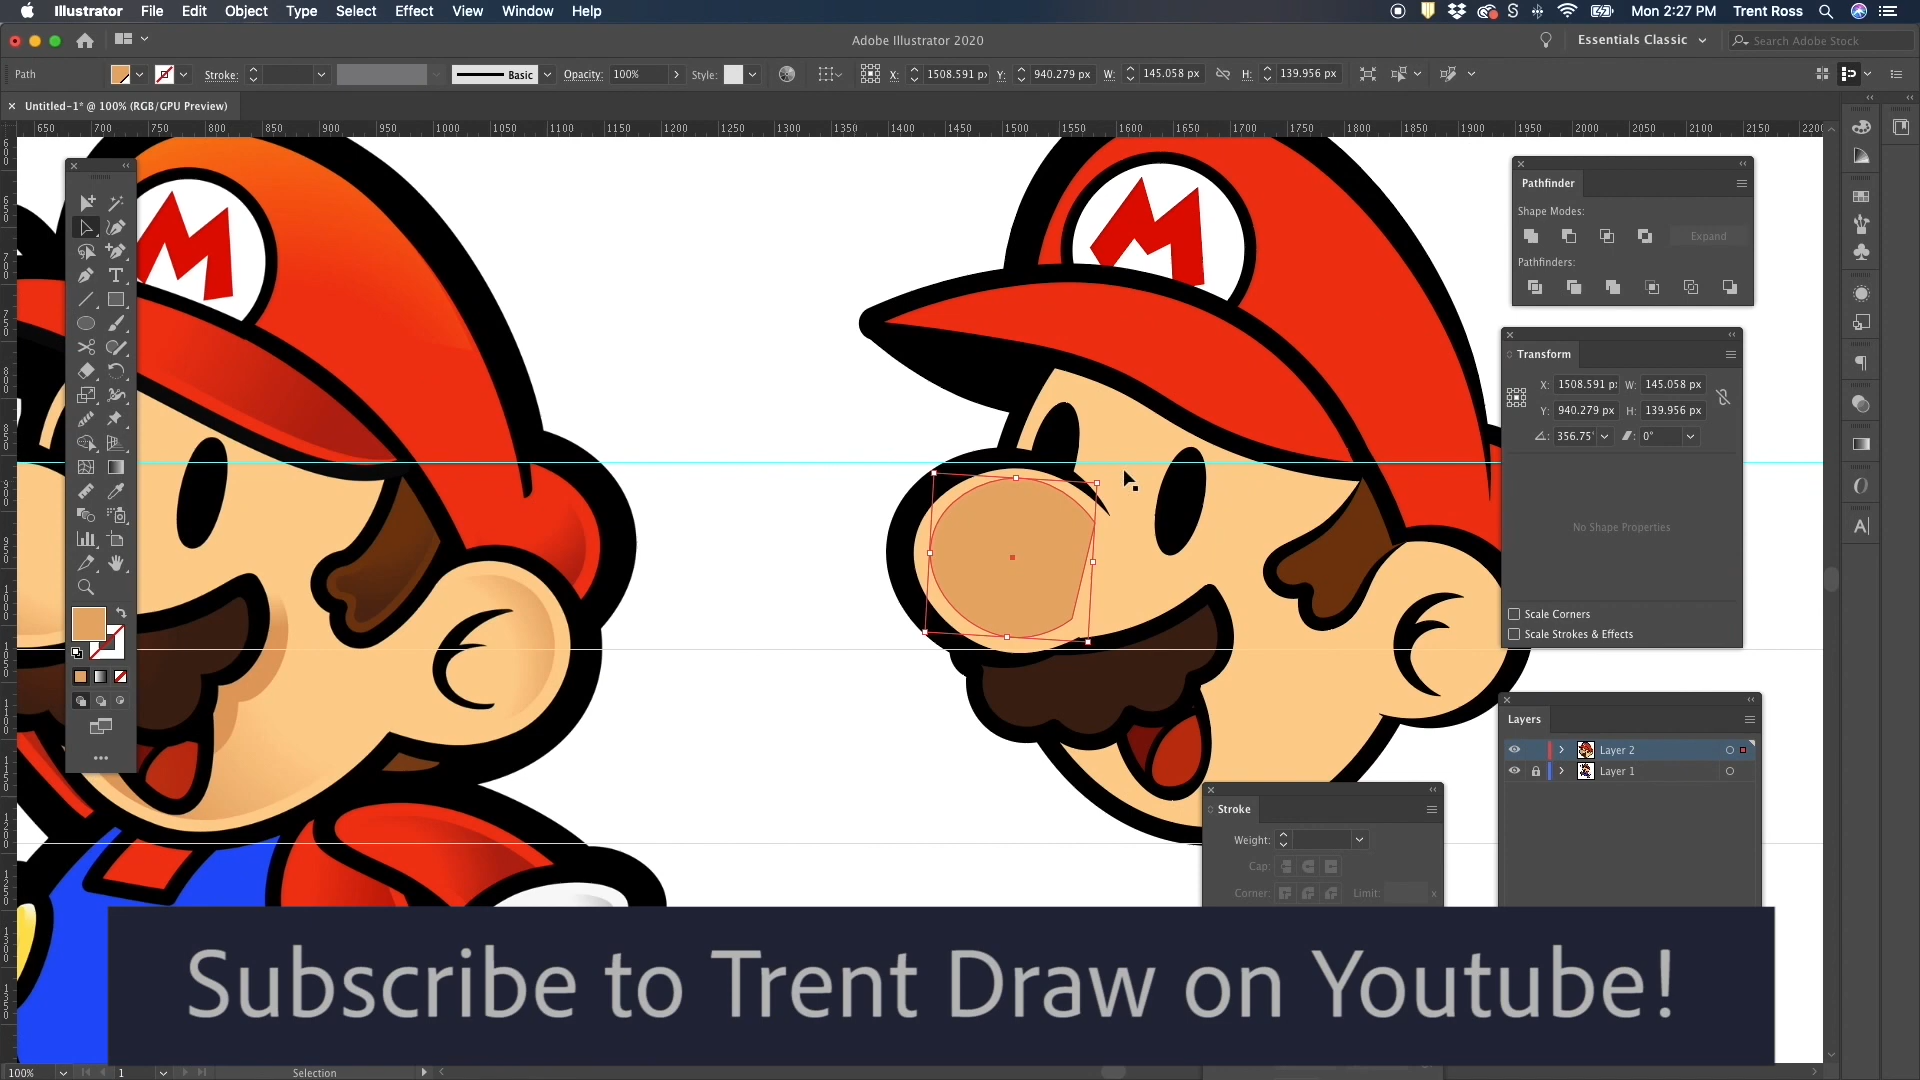 Illustrator File Edit Object Type Select Effect View Window Help
Mon 2:27 PM Trent Ross
Adobe Illustrator 2020
Essentials Classic
Search Adobe Stock
Path
Stroke:
Basic
Opacity: 100%
Style:
X: 1508.591 px
Y: 940.279 px
W: 145.058 px
H: 139.956 px
Untitled-1* @ 100% (RGB/GPU Preview)
650 700 750 800 850 900 950 1000 1050 1100 1150 1200 1250 1300 1350 1400 1450 1500 1550 1600 1650 1700 1750 1800 1850 1900 1950 2000 2050 2100 2150 2200
M
M
Pathfinder
Shape Modes:
Expand
Pathfinders:
Transform
X: 1508.591 px W: 145.058 px
Y: 940.279 px H: 139.956 px
356.75° 0°
No Shape Properties
Scale Corners
Scale Strokes & Effects
Layers
Layer 2
Layer 1
Stroke
Weight:
Cap:
Corner:
Limit: x
Subscribe to Trent Draw on Youtube!
100%
1
Selection